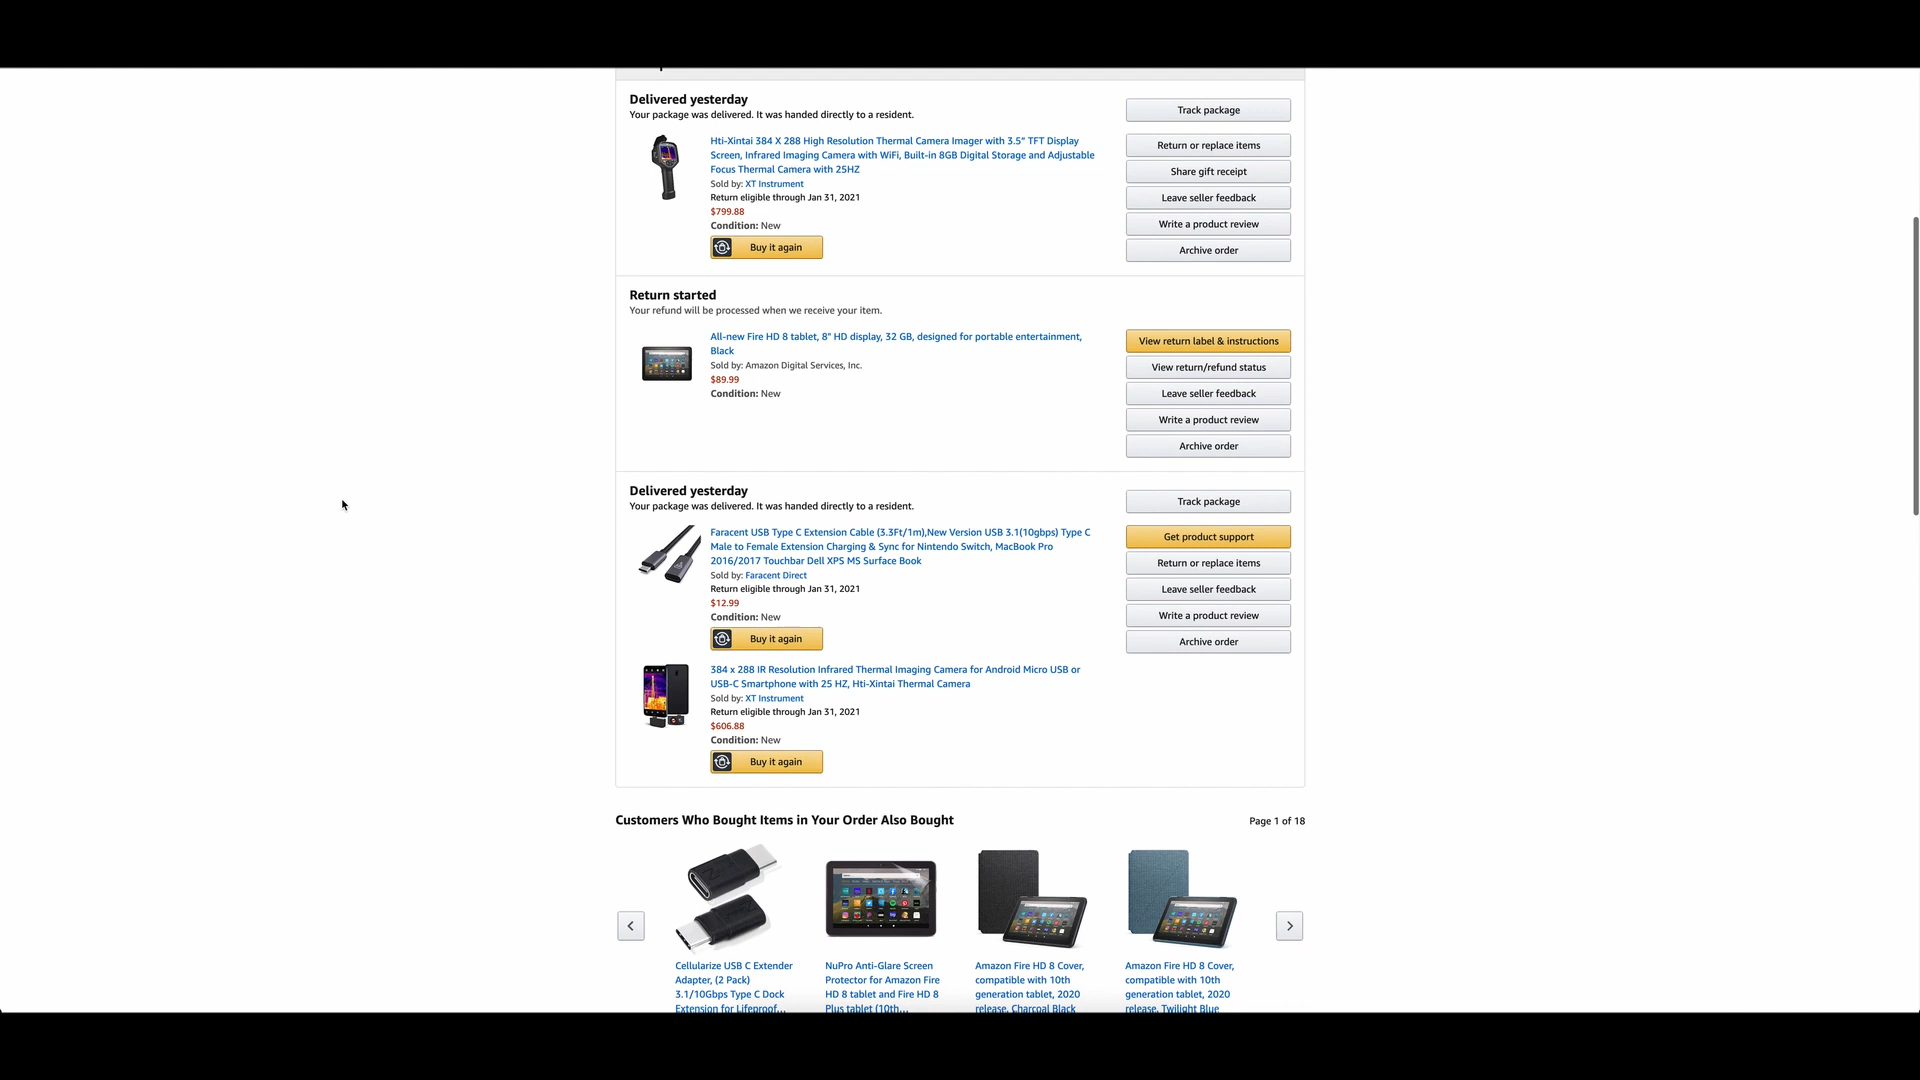 Delivered yesterday
Your package was delivered. It was handed directly to a resident.
Track package
Hti-Xintai 384 X 288 High Resolution Thermal Camera Imager with 3.5” TFT Display
Screen, Infrared Imaging Camera with WiFi, Built-in 8GB Digital Storage and Adjustable
Focus Thermal Camera with 25HZ
Sold by: XT Instrument
Return eligible through Jan 31, 2021
$799.88
Condition: New
Buy it again
Return or replace items
Share gift receipt
Leave seller feedback
Write a product review
Archive order
Return started
Your refund will be processed when we receive your item.
All-new Fire HD 8 tablet, 8" HD display, 32 GB, designed for portable entertainment,
Black
Sold by: Amazon Digital Services, Inc.
$89.99
Condition: New
View return label & instructions
View return/refund status
Leave seller feedback
Write a product review
Archive order
Delivered yesterday
Your package was delivered. It was handed directly to a resident.
Track package
Faracent USB Type C Extension Cable (3.3Ft/1m),New Version USB 3.1(10gbps) Type C
Male to Female Extension Charging & Sync for Nintendo Switch, MacBook Pro
2016/2017 Touchbar Dell XPS MS Surface Book
Sold by: Faracent Direct
Return eligible through Jan 31, 2021
$12.99
Condition: New
Buy it again
Get product support
Return or replace items
Leave seller feedback
Write a product review
Archive order
384 x 288 IR Resolution Infrared Thermal Imaging Camera for Android Micro USB or
USB-C Smartphone with 25 HZ, Hti-Xintai Thermal Camera
Sold by: XT Instrument
Return eligible through Jan 31, 2021
$606.88
Condition: New
Buy it again
Customers Who Bought Items in Your Order Also Bought
Page 1 of 18
Cellularize USB C Extender
Adapter, (2 Pack)
3.1/10Gbps Type C Dock
Extension for Lifeproof…
NuPro Anti-Glare Screen
Protector for Amazon Fire
HD 8 tablet and Fire HD 8
Plus tablet (10th…
Amazon Fire HD 8 Cover,
compatible with 10th
generation tablet, 2020
release, Charcoal Black
Amazon Fire HD 8 Cover,
compatible with 10th
generation tablet, 2020
release, Twilight Blue